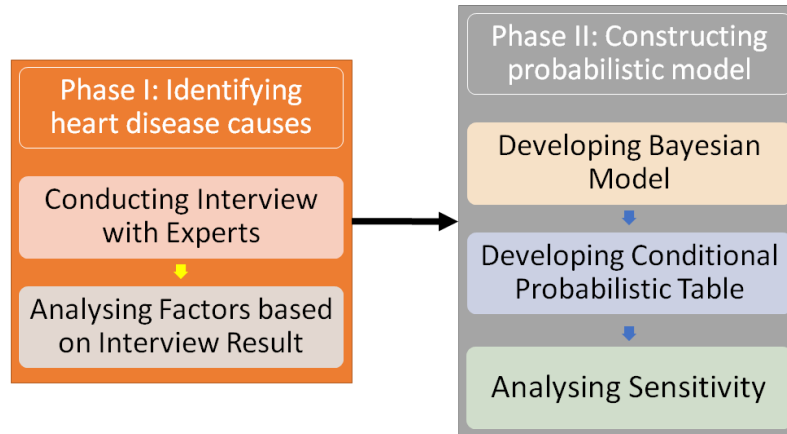 Phase I: Identifying
heart disease causes
Conducting Interview
with Experts
Analysing Factors based
on Interview Result
Phase II: Constructing
probabilistic model
Developing Bayesian
Model
Developing Conditional
Probabilistic Table
Analysing Sensitivity